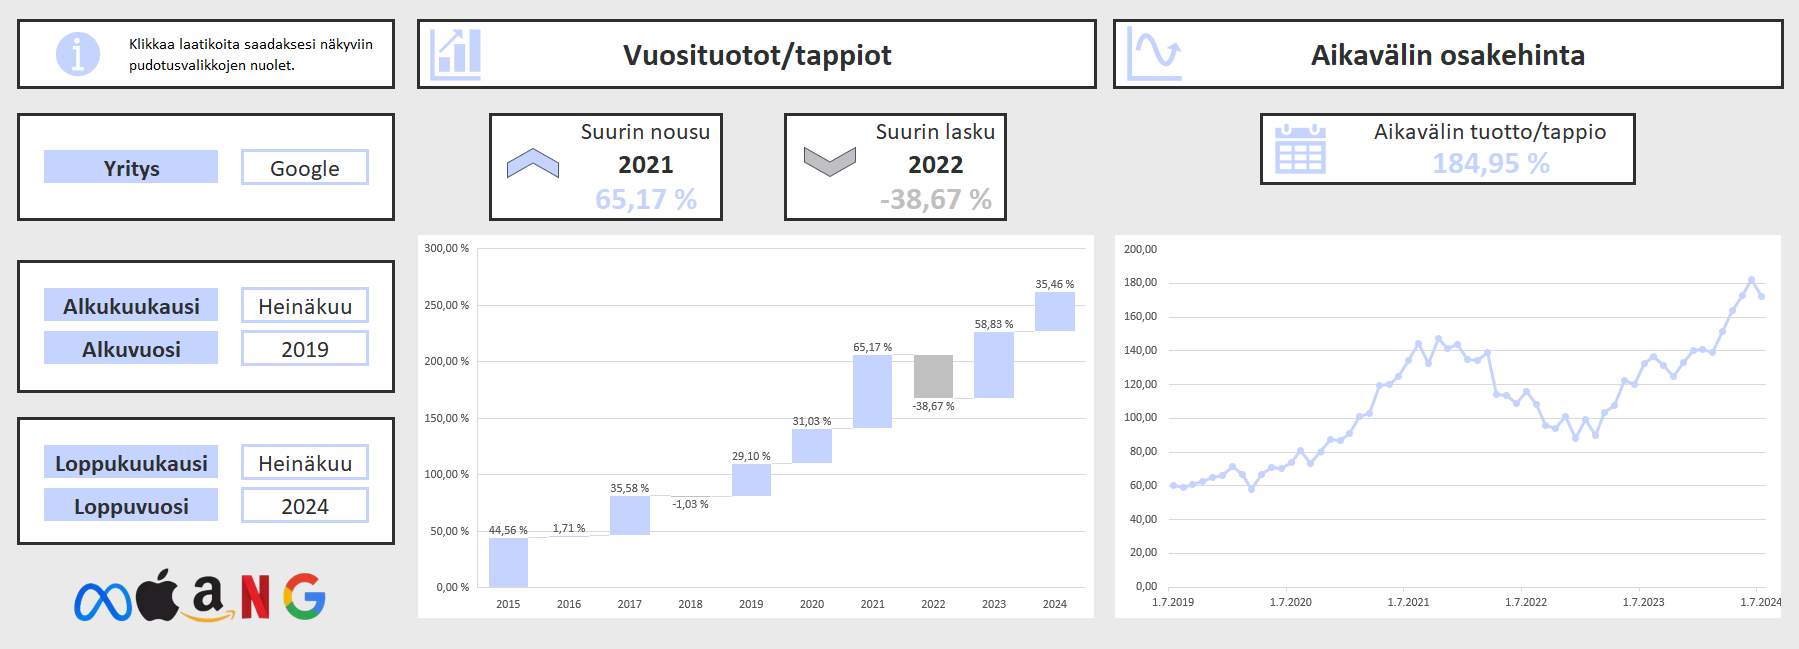 Klikkaa laatikoita saadaksesi näkyviin
pudotusvalikkojen nuolet.
Yritys
Google
Alkukuukausi
Heinäkuu
Alkuvuosi
2019
Loppukuukausi
Heinäkuu
Loppuvuosi
2024
a
N
G
Vuosituotot/tappiot
Suurin nousu
2021
65,17 %
Suurin lasku
2022
-38,67 %
300,00 %
250,00 %
200,00 %
150,00 %
100,00 %
50,00 %
0,00 %
44,56 %
1,71 %
35,58 %
-1,03 %
29,10 %
31,03 %
65,17 %
-38,67 %
58,83 %
35,46 %
2015
2016
2017
2018
2019
2020
2021
2022
2023
2024
Aikavälin osakehinta
Aikavälin tuotto/tappio
184,95 %
200,00
180,00
160,00
140,00
120,00
100,00
80,00
60,00
40,00
20,00
0,00
1.7.2019
1.7.2020
1.7.2021
1.7.2022
1.7.2023
1.7.2024